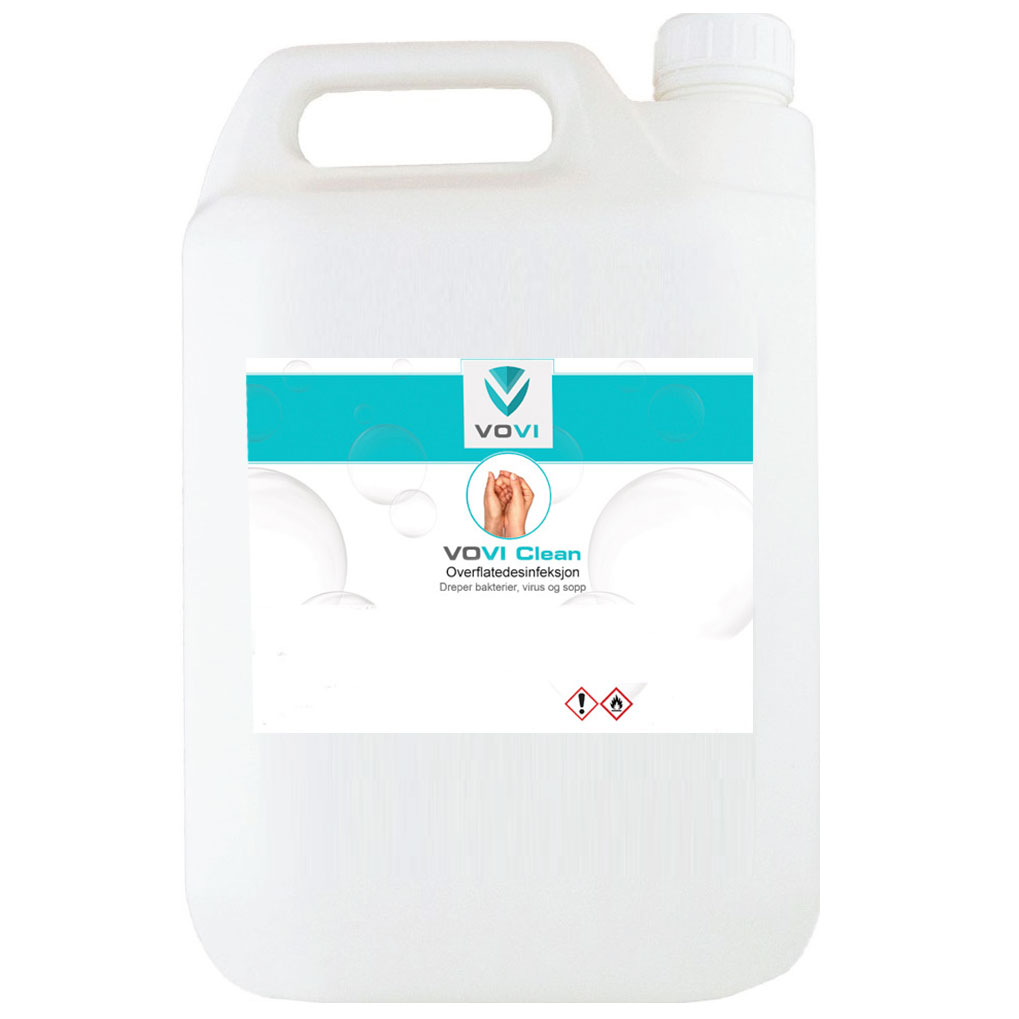 VOVI
VOVI Clean
Overflatedesinfeksjon
Dreper bakterier, virus og sopp